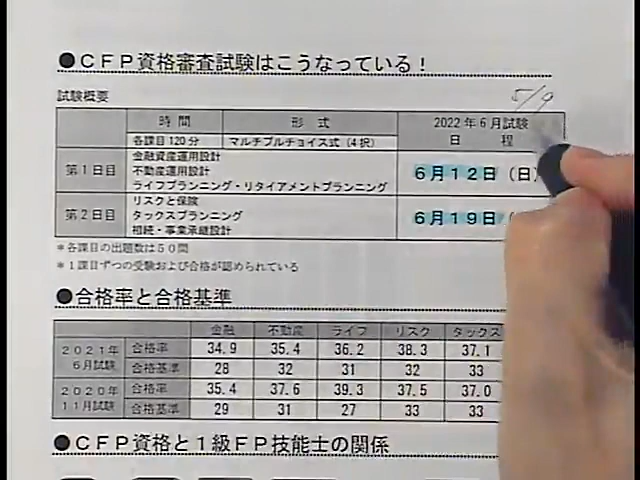 ●ＣＦＰ資格審査試験はこうなっている！
試験概要
5/9
時間 形式 2022年6月試験
各課目120分 マルチプルチョイス式（4択） 日程
第1日目 金融資産運用設計 6月12日（日）
不動産運用設計
ライフプランニング・リタイアメントプランニング
第2日目 リスクと保険 6月19日（
タックスプランニング
相続・事業承継設計
＊各課目の出題数は５０問
＊１課目ずつの受験および合格が認められている
●合格率と合格基準
金融 不動産 ライフ リスク タックス
2021年6月試験 合格率 34.9 35.4 36.2 38.3 37.1
合格基準 28 32 31 32 33
2020年11月試験 合格率 35.4 37.6 39.3 37.5 37.0
合格基準 29 31 27 33 33
●ＣＦＰ資格と１級ＦＰ技能士の関係